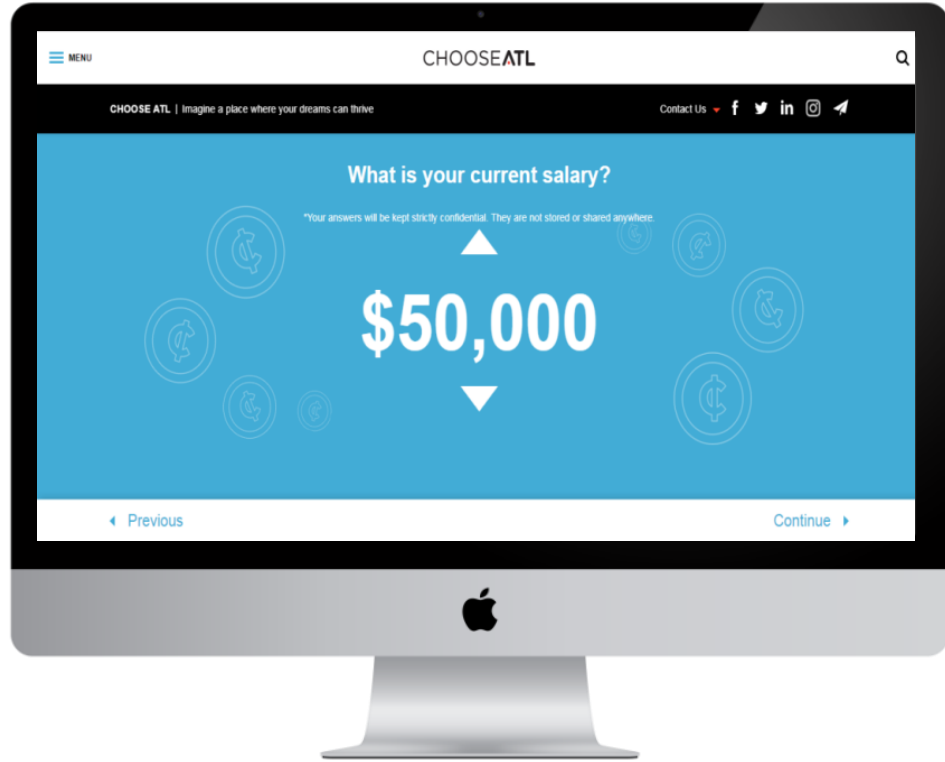 MENU
CHOOSEATL
CHOOSE ATL | Imagine a place where your dreams can thrive
Contact Us
What is your current salary?
*Your answers will be kept strictly confidential. They are not stored or shared anywhere.
$50,000
Previous
Continue